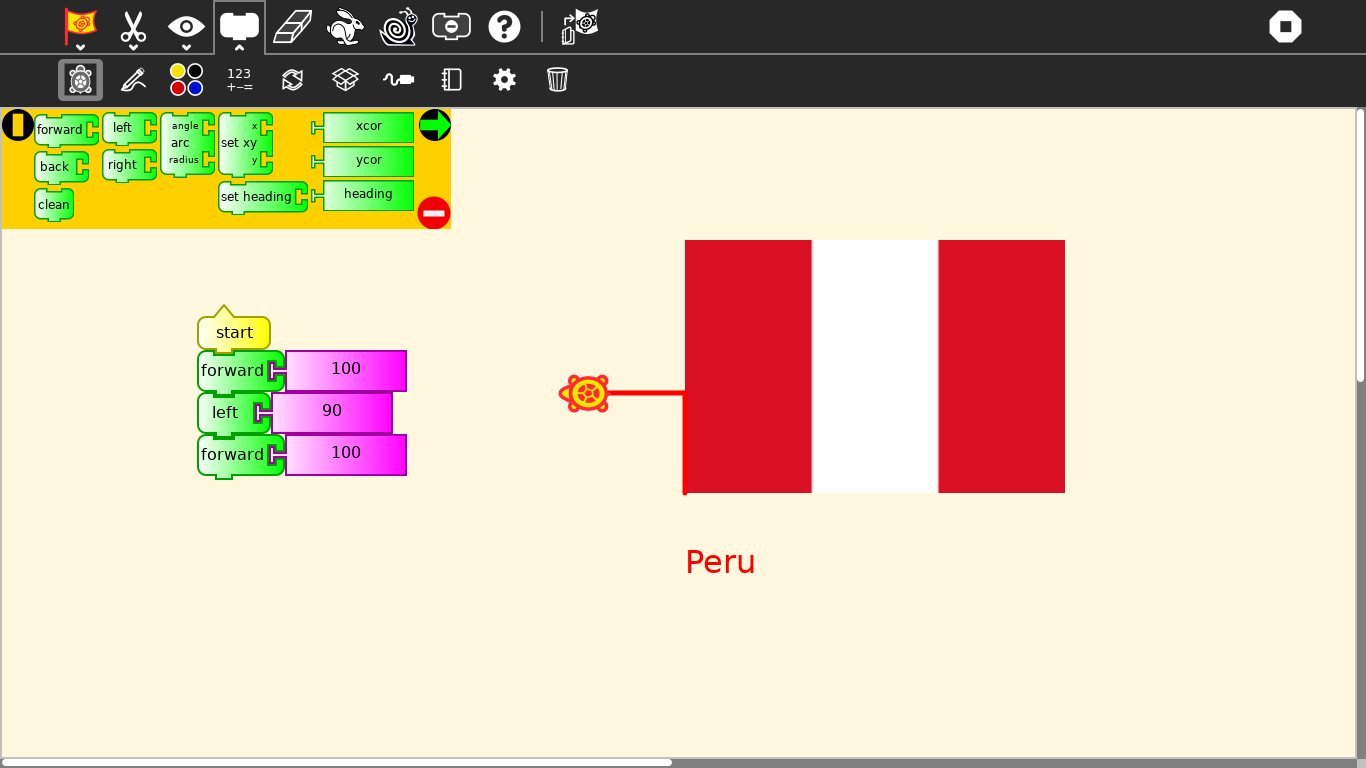 123
+−=
forward
left
angle
arc
radius
x
set xy
y
xcor
back
right
ycor
clean
set heading
heading
start
forward 100
left 90
forward 100
Peru